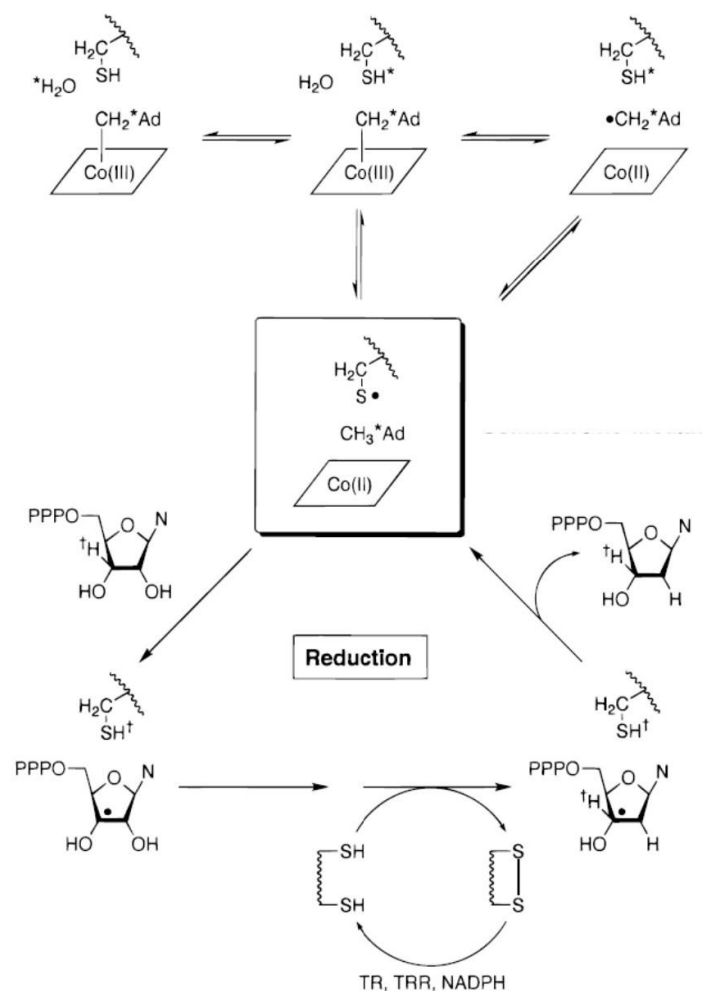 H₂C
SH
*H₂O
CH₂*Ad
Co(III)
H₂C
SH*
H₂O
CH₂*Ad
Co(III)
H₂C
SH*
•CH₂*Ad
Co(II)
H₂C
S•
CH₃*Ad
Co(II)
PPPO
O
N
†H
HO
OH
PPPO
O
N
†H
HO
H
Reduction
H₂C
SH†
PPPO
O
N
HO
OH
H₂C
SH†
PPPO
O
N
†H
HO
H
SH
SH
S
S
TR, TRR, NADPH